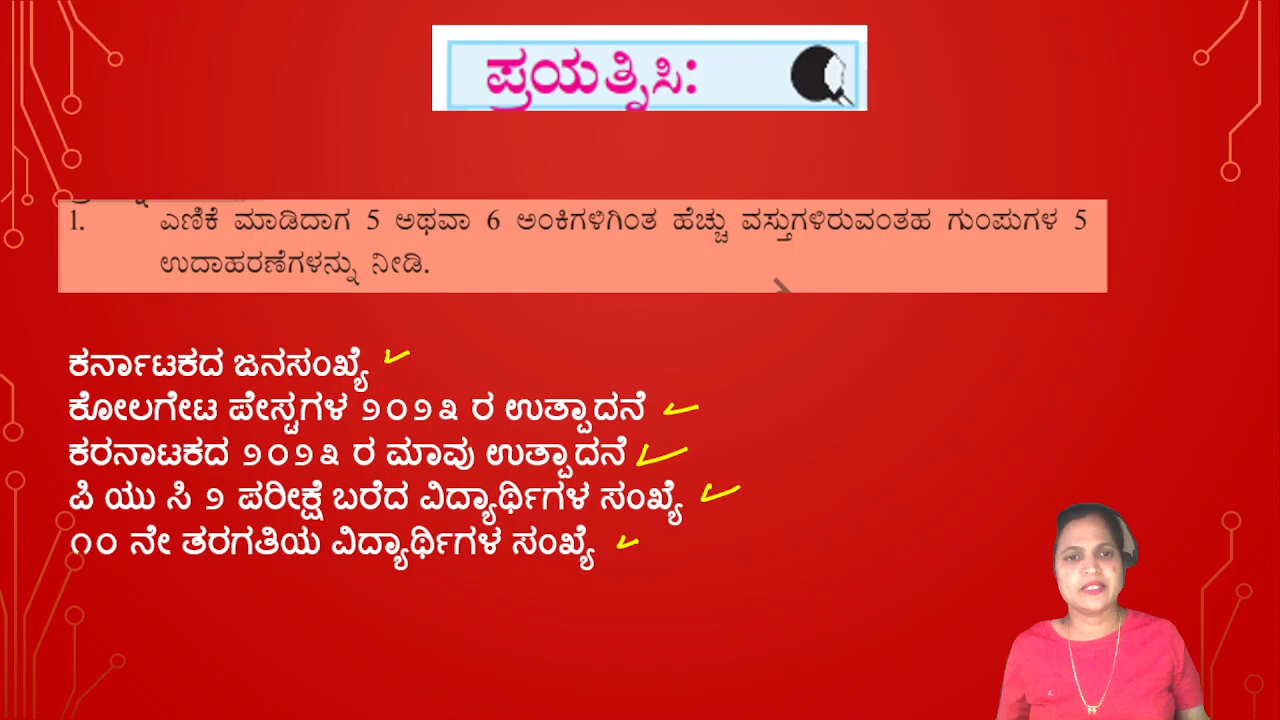 ಪ್ರಯತ್ನಿಸಿ:
1. ಎಣಿಕೆ ಮಾಡಿದಾಗ 5 ಅಥವಾ 6 ಅಂಕಿಗಳಿಗಿಂತ ಹೆಚ್ಚು ವಸ್ತುಗಳಿರುವಂತಹ ಗುಂಪುಗಳ 5
ಉದಾಹರಣೆಗಳನ್ನು ನೀಡಿ.
ಕರ್ನಾಟಕದ ಜನಸಂಖ್ಯೆ
ಕೋಲಗೇಟ ಪೇಸ್ಟಗಳ ೨೦೨೩ ರ ಉತ್ಪಾದನೆ
ಕರನಾಟಕದ ೨೦೨೩ ರ ಮಾವು ಉತ್ಪಾದನೆ
ಪಿ ಯು ಸಿ ೨ ಪರೀಕ್ಷೆ ಬರೆದ ವಿದ್ಯಾರ್ಥಿಗಳ ಸಂಖ್ಯೆ
೧೦ ನೇ ತರಗತಿಯ ವಿದ್ಯಾರ್ಥಿಗಳ ಸಂಖ್ಯೆ